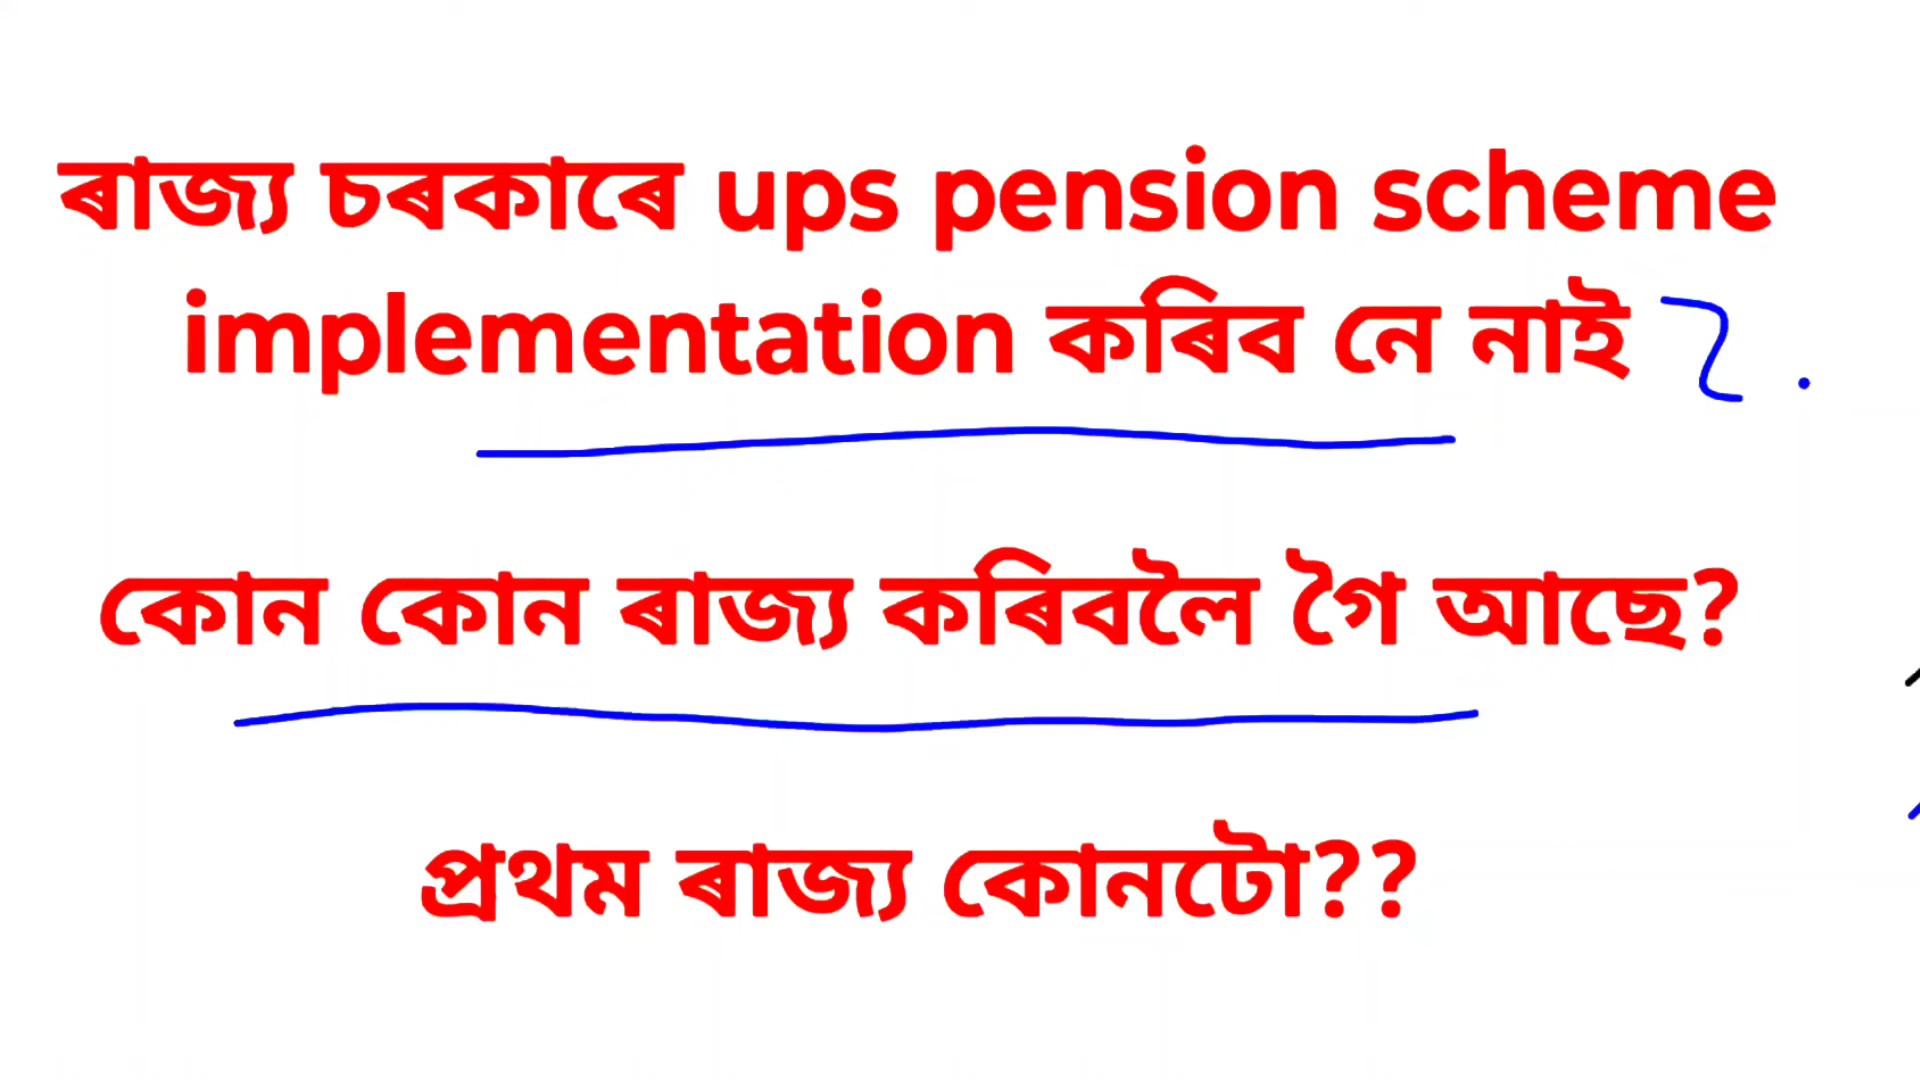 ৰাজ্য চৰকাৰে ups pension scheme
implementation কৰিব নে নাই ?
কোন কোন ৰাজ্য কৰিবলৈ গৈ আছে?
প্ৰথম ৰাজ্য কোনটো??